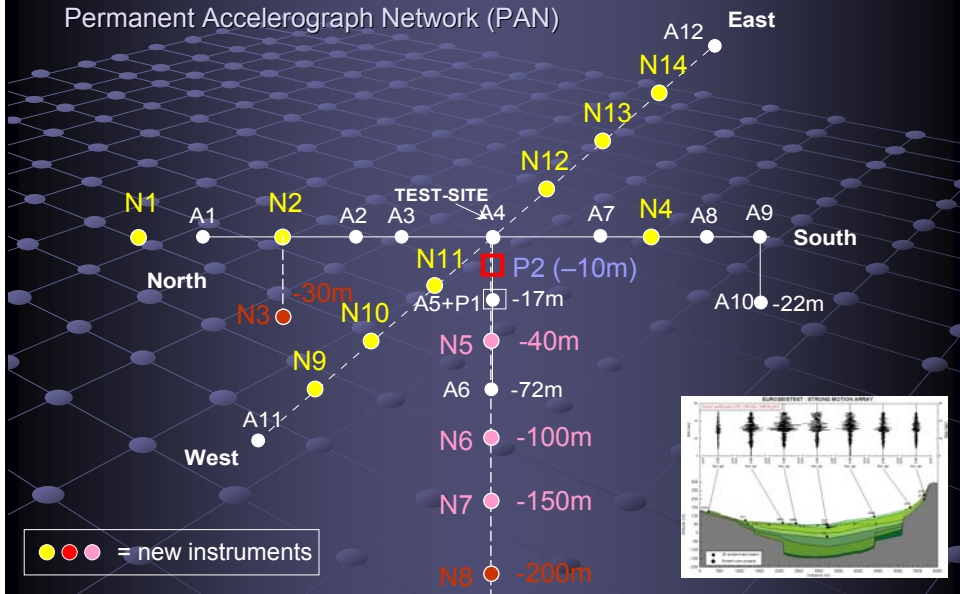 Permanent Accelerograph Network (PAN)
East
A12
N14
N13
N12
TEST-SITE
N1
A1
N2
A2
A3
A4
A7
N4
A8
A9
South
North
N11
P2 (–10m)
-30m
N3
A5+P1
-17m
A10
-22m
N10
N5
-40m
N9
A6
-72m
A11
West
N6
-100m
N7
-150m
= new instruments
N8
-200m
EUROSEISTEST : STRONG MOTION ARRAY